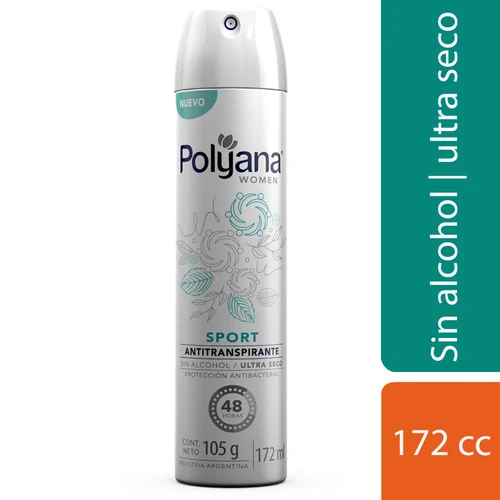 NUEVO
Polyana
WOMEN
SPORT
ANTITRANSPIRANTE
SIN ALCOHOL / ULTRA SECO
PROTECCIÓN ANTIBACTERIAL
48
HORAS
CONT.
NETO 105 g 172 ml
INDUSTRIA ARGENTINA
Sin alcohol | ultra seco
172 cc